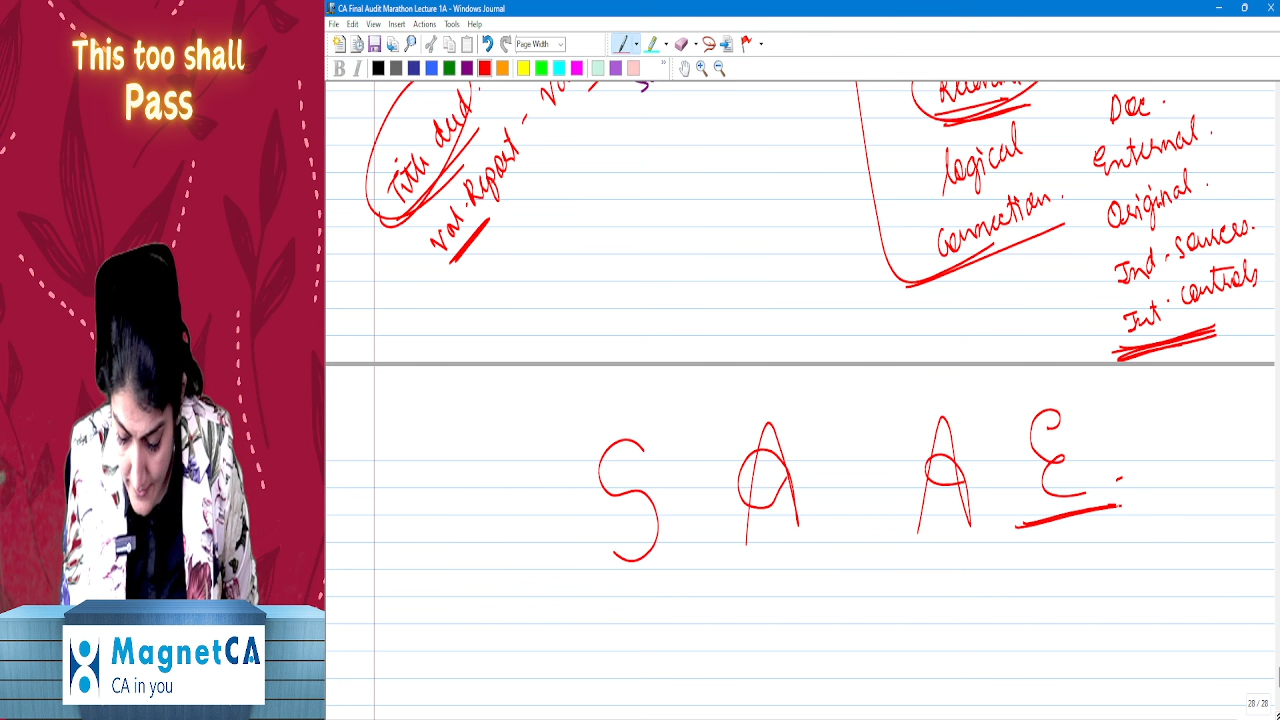 This too shall
Pass
MagnetCA
CA in you
CA Final Audit Marathon Lecture 1A - Windows Journal
File Edit View Insert Actions Tools Help
Page Width
B I
Title deed.
Val. Report -
logical
connection.
Doc.
External.
Original.
Ind. Sources.
Int. controls
S A A E.
28 / 28